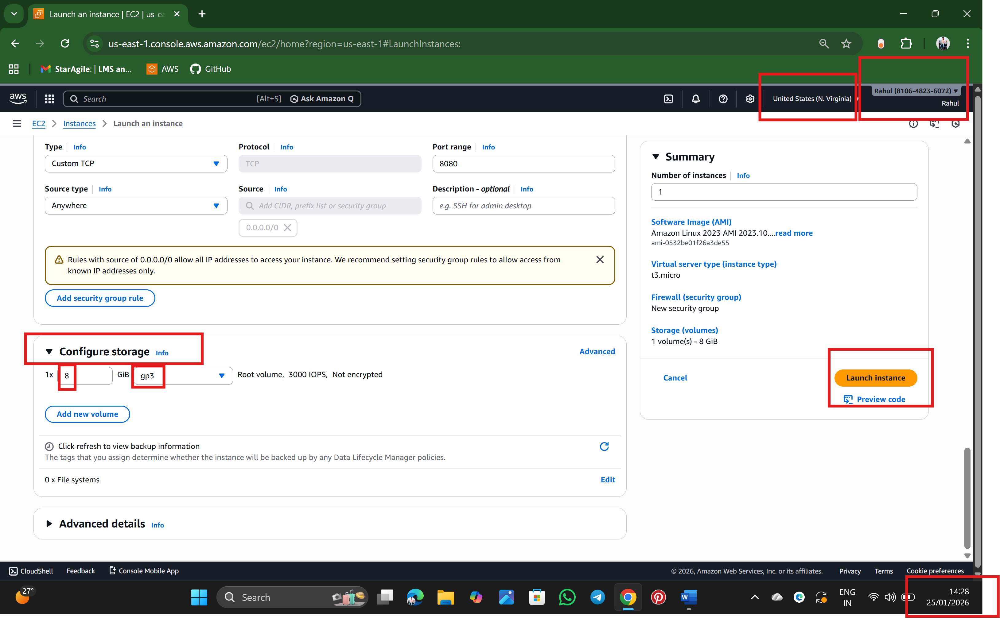 Launch an instance | EC2 | us-ea
us-east-1.console.aws.amazon.com/ec2/home?region=us-east-1#LaunchInstances:
StarAgile: | LMS an...
AWS
GitHub
aws
Search
[Alt+S]
Ask Amazon Q
United States (N. Virginia)
Rahul (8106-4823-6072)
Rahul
EC2
Instances
Launch an instance
Type Info
Protocol Info
Port range Info
Custom TCP
TCP
8080
Source type Info
Source Info
Description - optional Info
Anywhere
Add CIDR, prefix list or security group
e.g. SSH for admin desktop
0.0.0.0/0
Rules with source of 0.0.0.0/0 allow all IP addresses to access your instance. We recommend setting security group rules to allow access from
known IP addresses only.
Add security group rule
Configure storage Info
Advanced
1x
8
GiB
gp3
Root volume, 3000 IOPS, Not encrypted
Add new volume
Click refresh to view backup information
The tags that you assign determine whether the instance will be backed up by any Data Lifecycle Manager policies.
0 x File systems
Edit
Advanced details Info
Summary
Number of instances Info
1
Software Image (AMI)
Amazon Linux 2023 AMI 2023.10....read more
ami-0532be01f26a3de55
Virtual server type (instance type)
t3.micro
Firewall (security group)
New security group
Storage (volumes)
1 volume(s) - 8 GiB
Cancel
Launch instance
Preview code
CloudShell
Feedback
Console Mobile App
© 2026, Amazon Web Services, Inc. or its affiliates.
Privacy
Terms
Cookie preferences
27°
Search
W
ENG
IN
14:28
25/01/2026